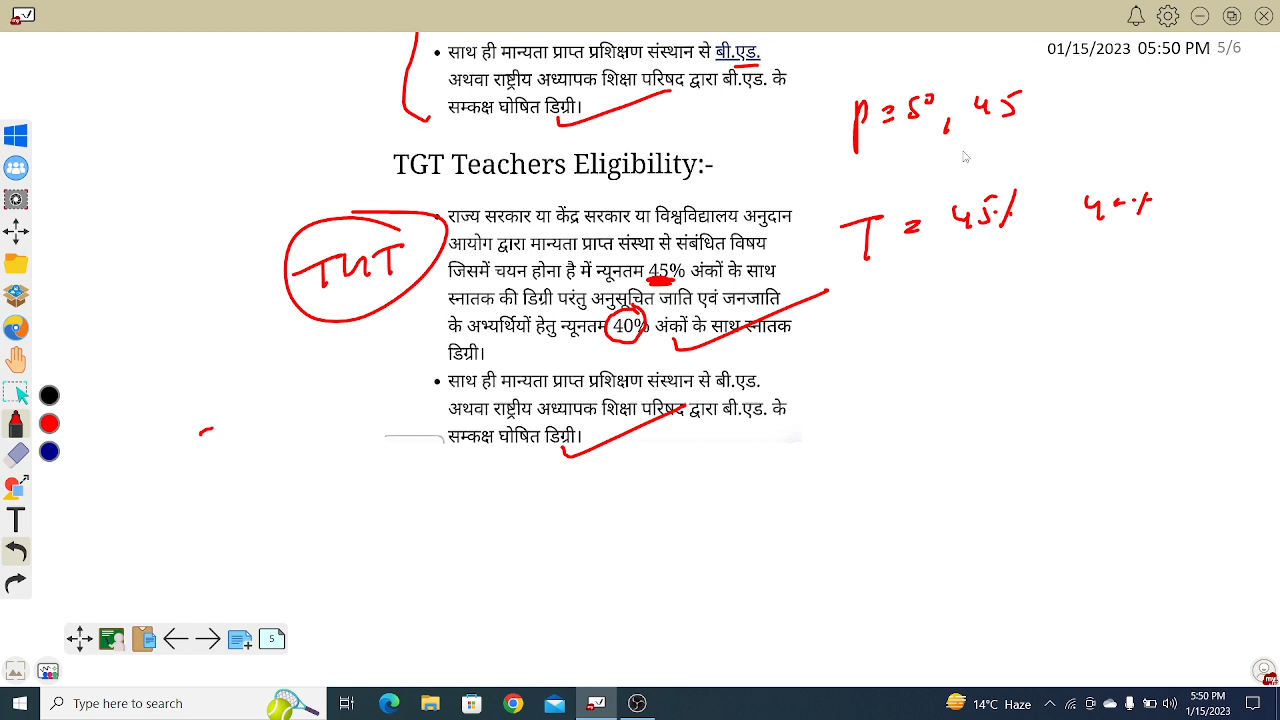 01/15/2023 05:50 PM 5/6
साथ ही मान्यता प्राप्त प्रशिक्षण संस्थान से बी.एड.
अथवा राष्ट्रीय अध्यापक शिक्षा परिषद द्वारा बी.एड. के
सम्कक्ष घोषित डिग्री।
P = 50, 45
TGT Teachers Eligibility:-
T = 45% 40%
TGT
राज्य सरकार या केंद्र सरकार या विश्वविद्यालय अनुदान
आयोग द्वारा मान्यता प्राप्त संस्था से संबंधित विषय
जिसमें चयन होना है में न्यूनतम 45% अंकों के साथ
स्नातक की डिग्री परंतु अनुसूचित जाति एवं जनजाति
के अभ्यर्थियों हेतु न्यूनतम 40% अंकों के साथ स्नातक
डिग्री।
साथ ही मान्यता प्राप्त प्रशिक्षण संस्थान से बी.एड.
अथवा राष्ट्रीय अध्यापक शिक्षा परिषद द्वारा बी.एड. के
सम्कक्ष घोषित डिग्री।
5
Type here to search
14°C Haze
5:50 PM
1/15/2023